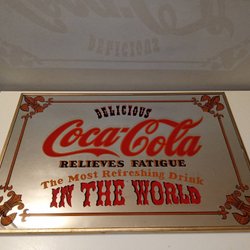 DELICIOUS
Coca-Cola
RELIEVES FATIGUE
The Most Refreshing Drink
IN THE WORLD